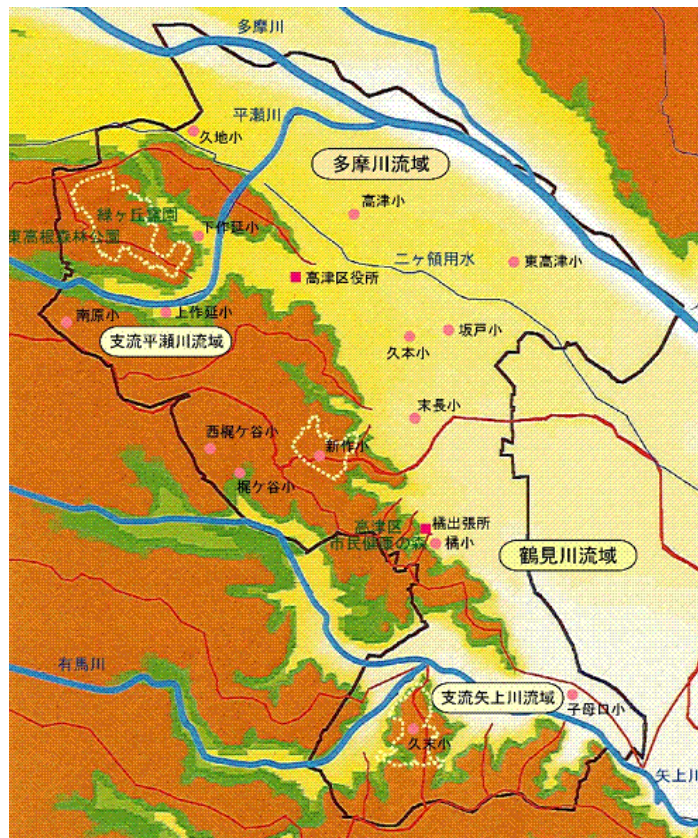 多摩川
平瀬川
久地小
多摩川流域
高津小
緑ヶ丘霊園
下作延小
東高根森林公園
二ヶ領用水
東高津小
高津区役所
上作延小
南原小
坂戸小
支流平瀬川流域
久本小
末長小
西梶ケ谷小
新作小
梶ケ谷小
高津区
市民健康の森
橘出張所
橘小
鶴見川流域
有馬川
支流矢上川流域
子母口小
久末小
矢上川